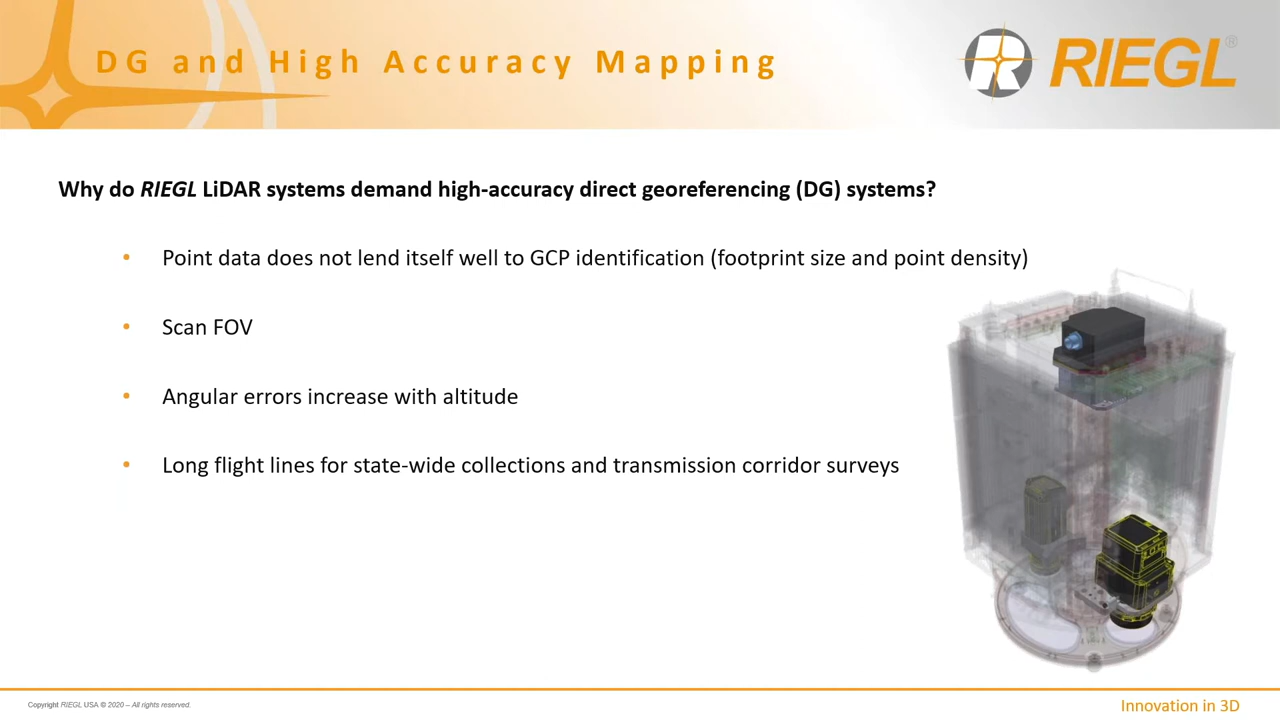 DG and High Accuracy Mapping
RIEGL®
Why do RIEGL LiDAR systems demand high-accuracy direct georeferencing (DG) systems?
• Point data does not lend itself well to GCP identification (footprint size and point density)
• Scan FOV
• Angular errors increase with altitude
• Long flight lines for state-wide collections and transmission corridor surveys
Copyright RIEGL USA © 2020 – All rights reserved.
Innovation in 3D